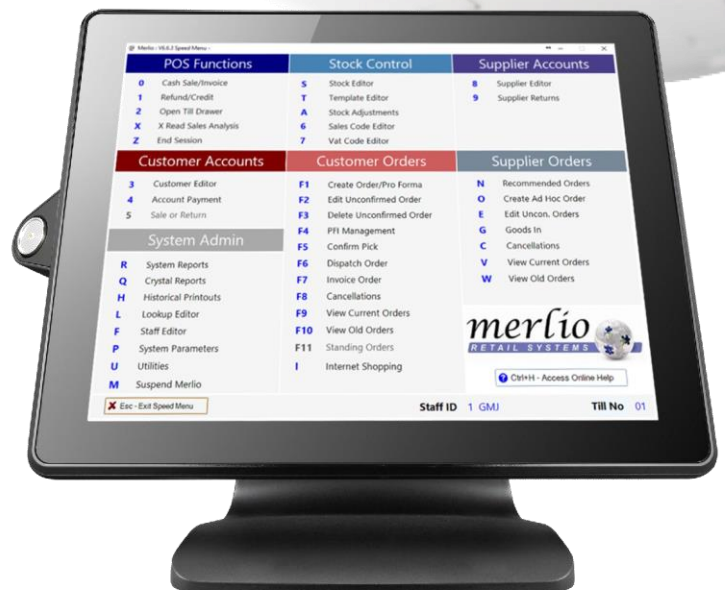 Merlio - V6.6.2 Speed Menu -
POS Functions
0 Cash Sale/Invoice
1 Refund/Credit
2 Open Till Drawer
X X Read Sales Analysis
Z End Session
Stock Control
S Stock Editor
T Template Editor
A Stock Adjustments
6 Sales Code Editor
7 Vat Code Editor
Supplier Accounts
8 Supplier Editor
9 Supplier Returns
Customer Accounts
3 Customer Editor
4 Account Payment
5 Sale or Return
System Admin
R System Reports
Q Crystal Reports
H Historical Printouts
L Lookup Editor
F Staff Editor
P System Parameters
U Utilities
M Suspend Merlio
Customer Orders
F1 Create Order/Pro Forma
F2 Edit Unconfirmed Order
F3 Delete Unconfirmed Order
F4 PFI Management
F5 Confirm Pick
F6 Dispatch Order
F7 Invoice Order
F8 Cancellations
F9 View Current Orders
F10 View Old Orders
F11 Standing Orders
I Internet Shopping
Supplier Orders
N Recommended Orders
O Create Ad Hoc Order
E Edit Uncon. Orders
G Goods In
C Cancellations
V View Current Orders
W View Old Orders
merlio
RETAIL SYSTEMS
Ctrl+H - Access Online Help
Esc - Exit Speed Menu
Staff ID 1 GMJ
Till No 01